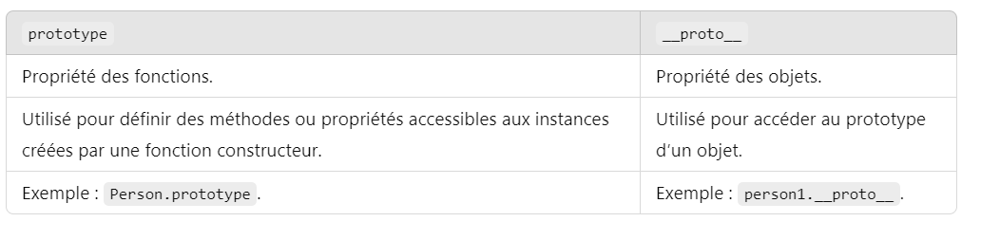 prototype
__proto__
Propriété des fonctions.
Propriété des objets.
Utilisé pour définir des méthodes ou propriétés accessibles aux instances
créées par une fonction constructeur.
Utilisé pour accéder au prototype
d’un objet.
Exemple : Person.prototype.
Exemple : person1.__proto__.